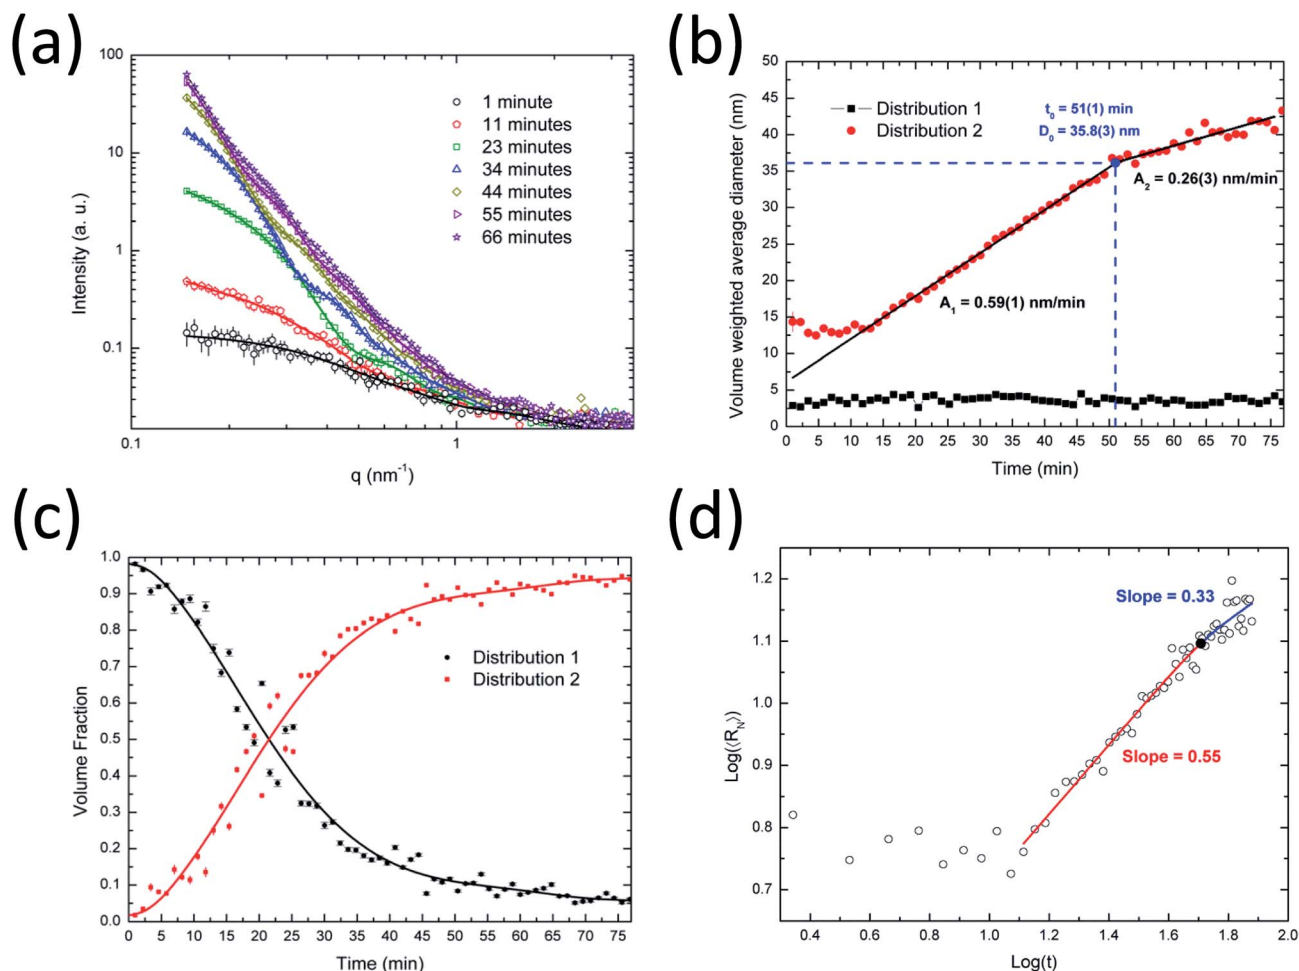 (a)
100
10
1
0.1
Intensity (a. u.)
1 minute
11 minutes
23 minutes
34 minutes
44 minutes
55 minutes
66 minutes
0.1 1
q (nm⁻¹)
(b)
50
45
40
35
30
25
20
15
10
5
0
Volume weighted average diameter (nm)
Distribution 1
Distribution 2
t₀ = 51(1) min
D₀ = 35.8(3) nm
A₂ = 0.26(3) nm/min
A₁ = 0.59(1) nm/min
0 5 10 15 20 25 30 35 40 45 50 55 60 65 70 75
Time (min)
(c)
1.0
0.9
0.8
0.7
0.6
0.5
0.4
0.3
0.2
0.1
0.0
Volume Fraction
Distribution 1
Distribution 2
0 5 10 15 20 25 30 35 40 45 50 55 60 65 70 75
Time (min)
(d)
1.2
1.1
1.0
0.9
0.8
0.7
Log(⟨R_N⟩)
Slope = 0.33
Slope = 0.55
0.4 0.6 0.8 1.0 1.2 1.4 1.6 1.8 2.0
Log(t)